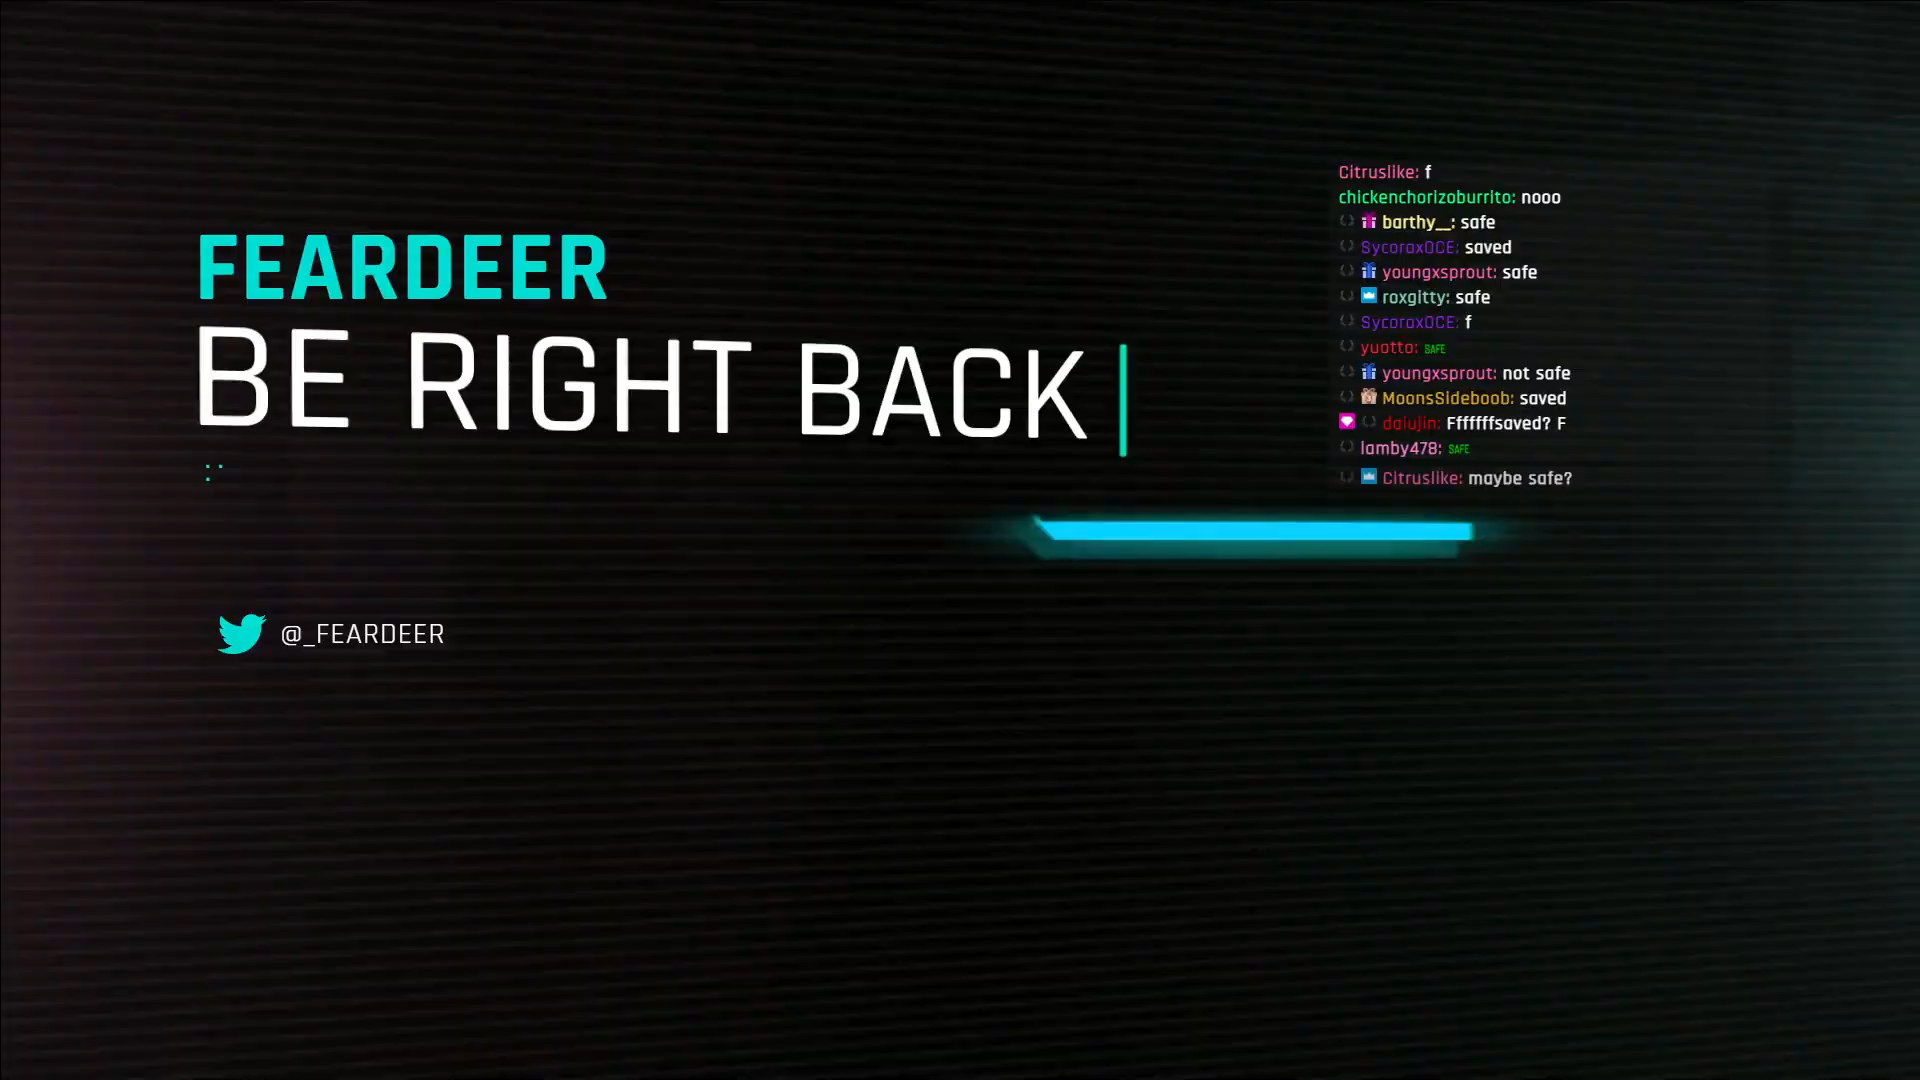 FEARDEER
BE RIGHT BACK
@_FEARDEER
Citruslike: f
chickenchorizoburrito: nooo
barthy__: safe
SycoraxOCE: saved
youngxsprout: safe
roxgitty: safe
SycoraxOCE: f
yuotto: SAFE
youngxsprout: not safe
MoonsSideboob: saved
dalujin: Fffffffsaved? F
lamby478: SAFE
Citruslike: maybe safe?